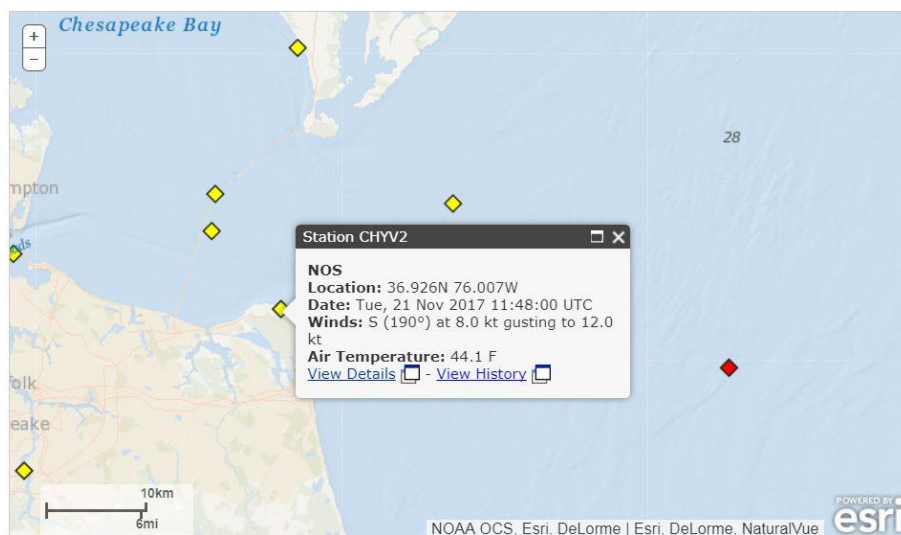 +
Chesapeake Bay
−
28
mpton
Station CHYV2
ds
NOS
Location: 36.926N 76.007W
Date: Tue, 21 Nov 2017 11:48:00 UTC
Winds: S (190°) at 8.0 kt gusting to 12.0
kt
Air Temperature: 44.1 F
View Details - View History
folk
eake
10km
6mi
POWERED BY
esri
NOAA OCS, Esri, DeLorme | Esri, DeLorme, NaturalVue